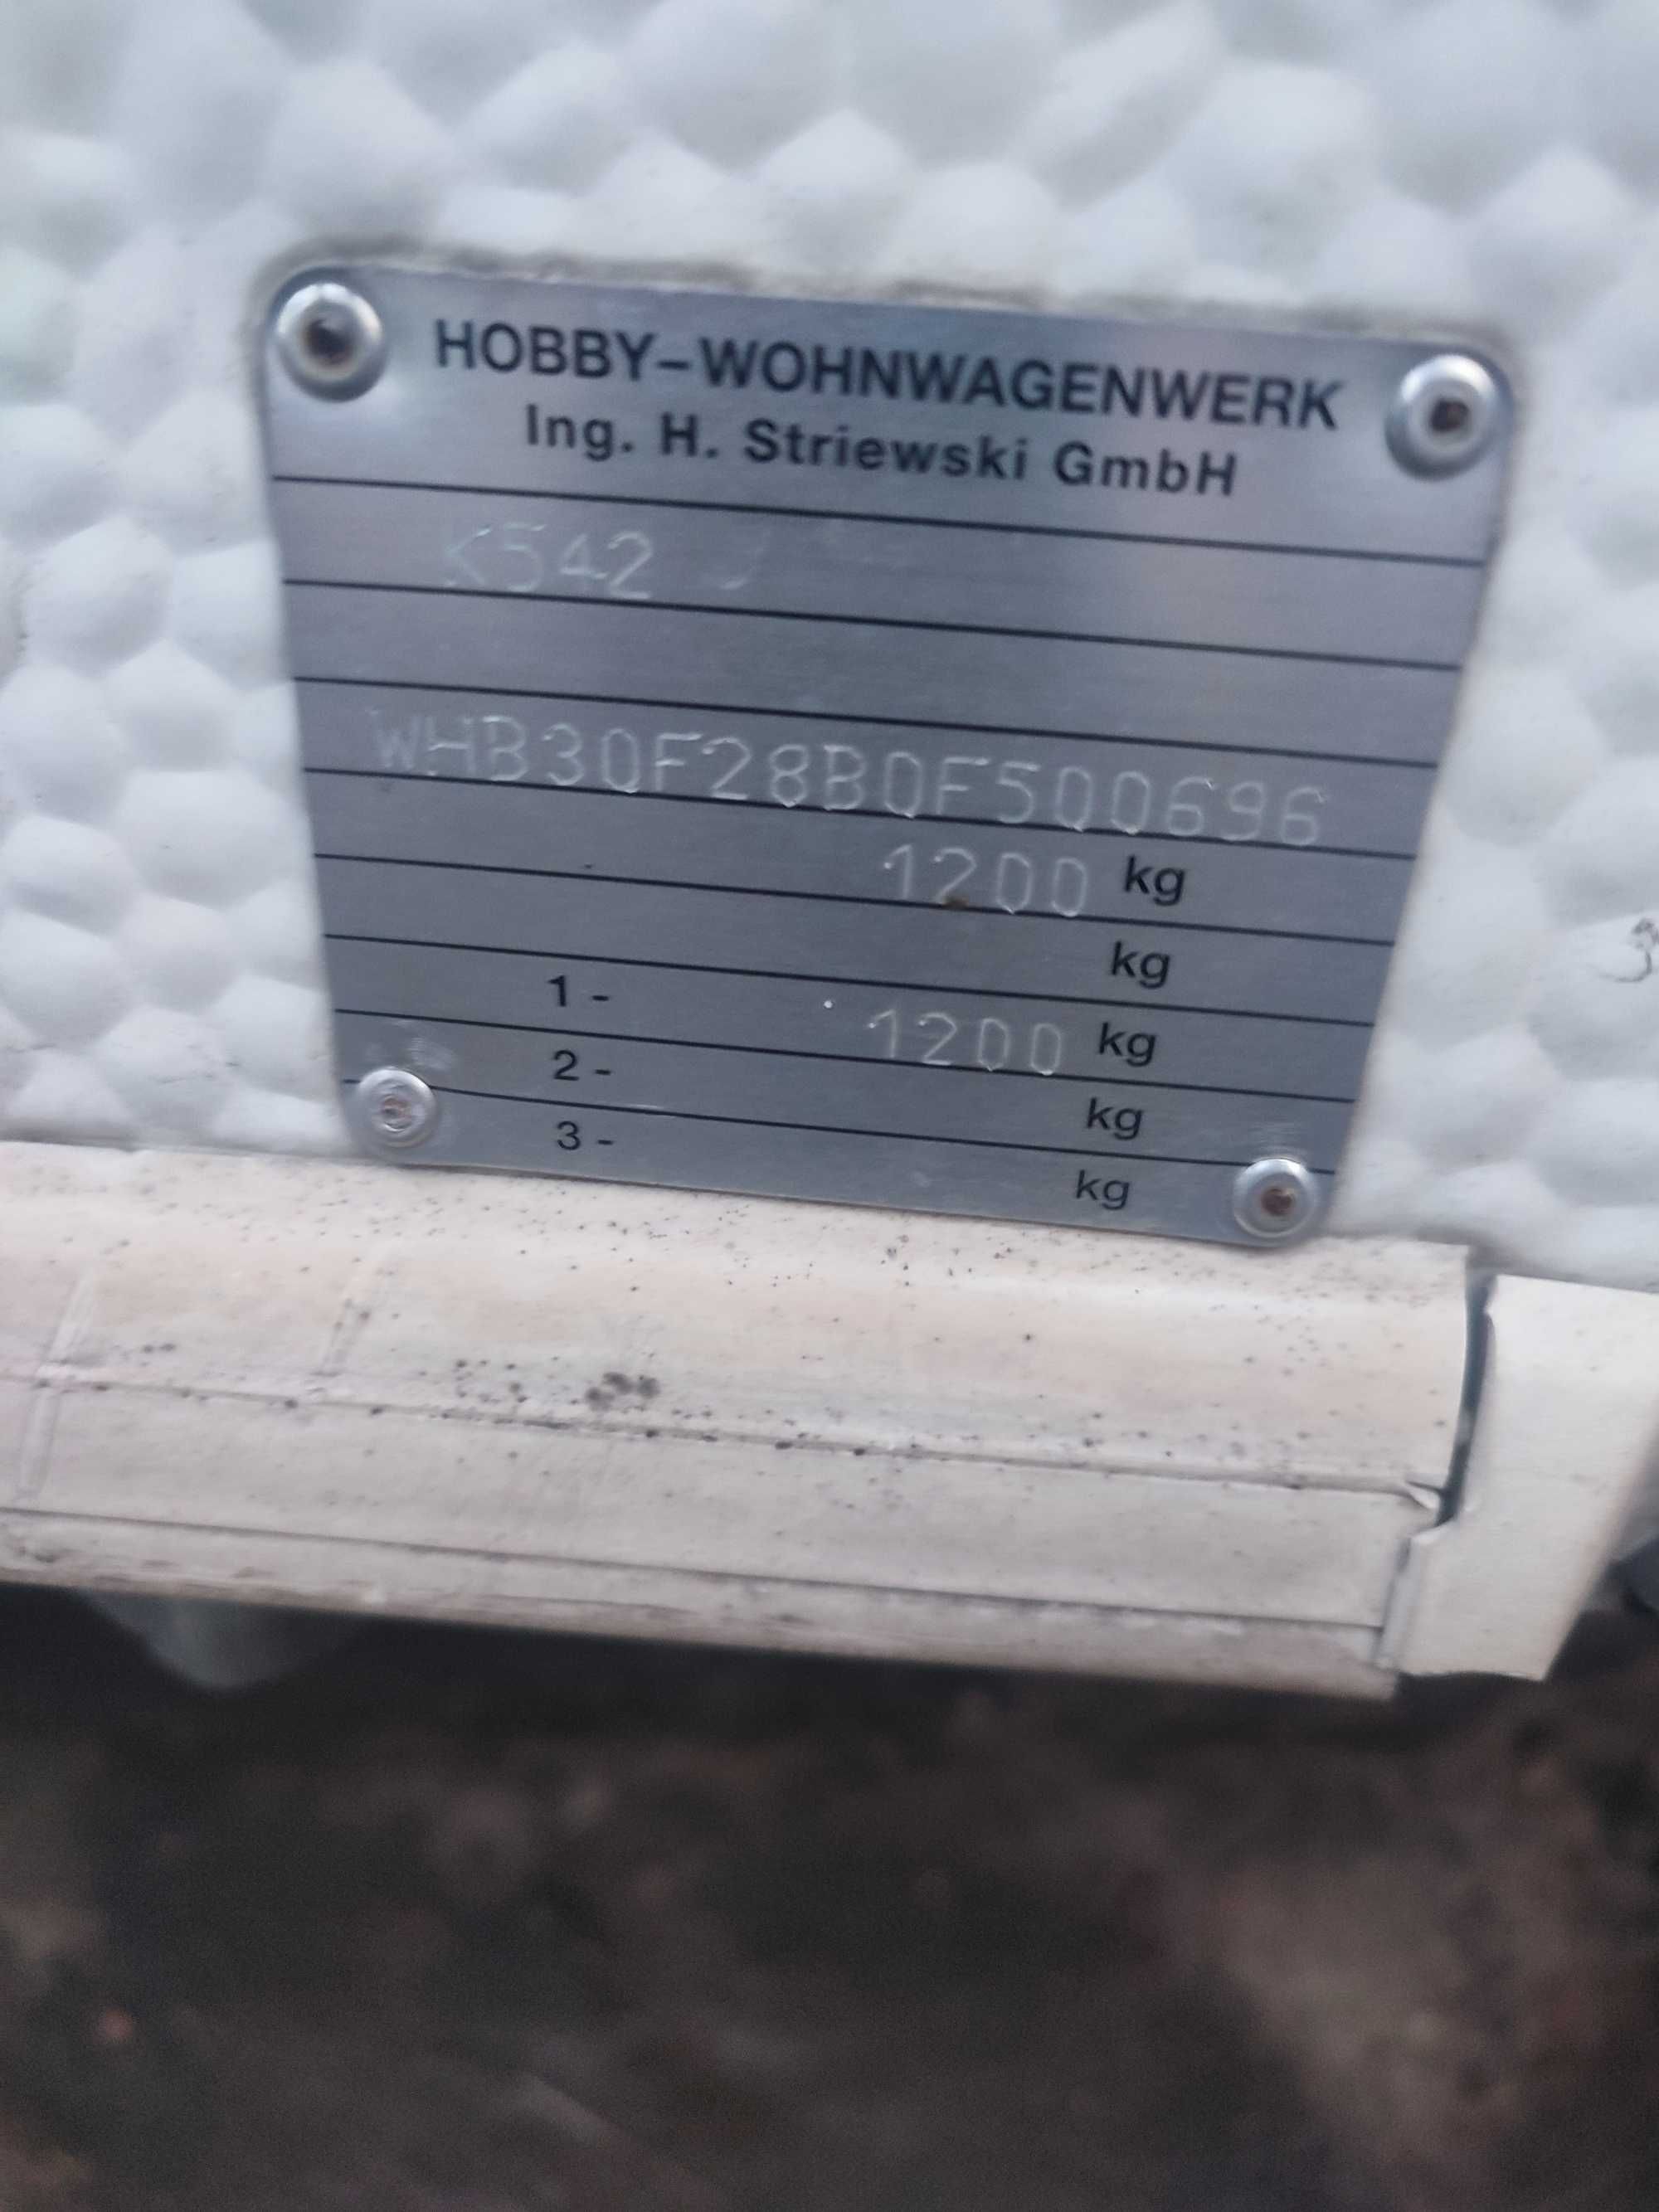 HOBBY-WOHNWAGENWERK
Ing. H. Striewski GmbH
K542 J
WHB30F28B0F500696
1200 kg
kg
1 - 1200 kg
2 - kg
3 - kg